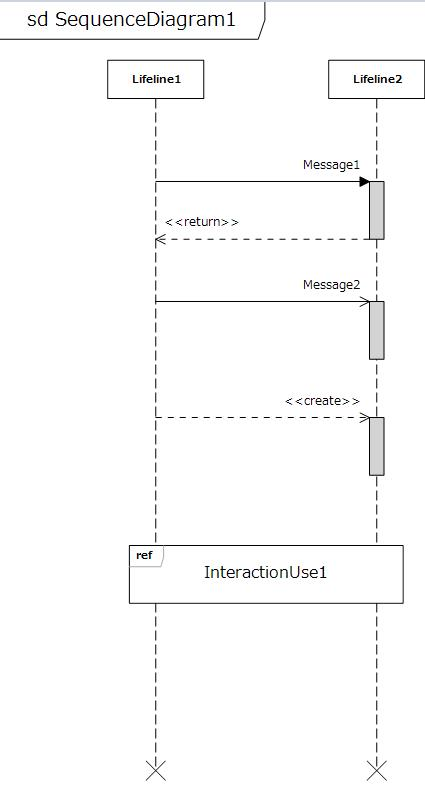 sd SequenceDiagram1
Lifeline1
Lifeline2
Message1
<<return>>
Message2
<<create>>
ref
InteractionUse1